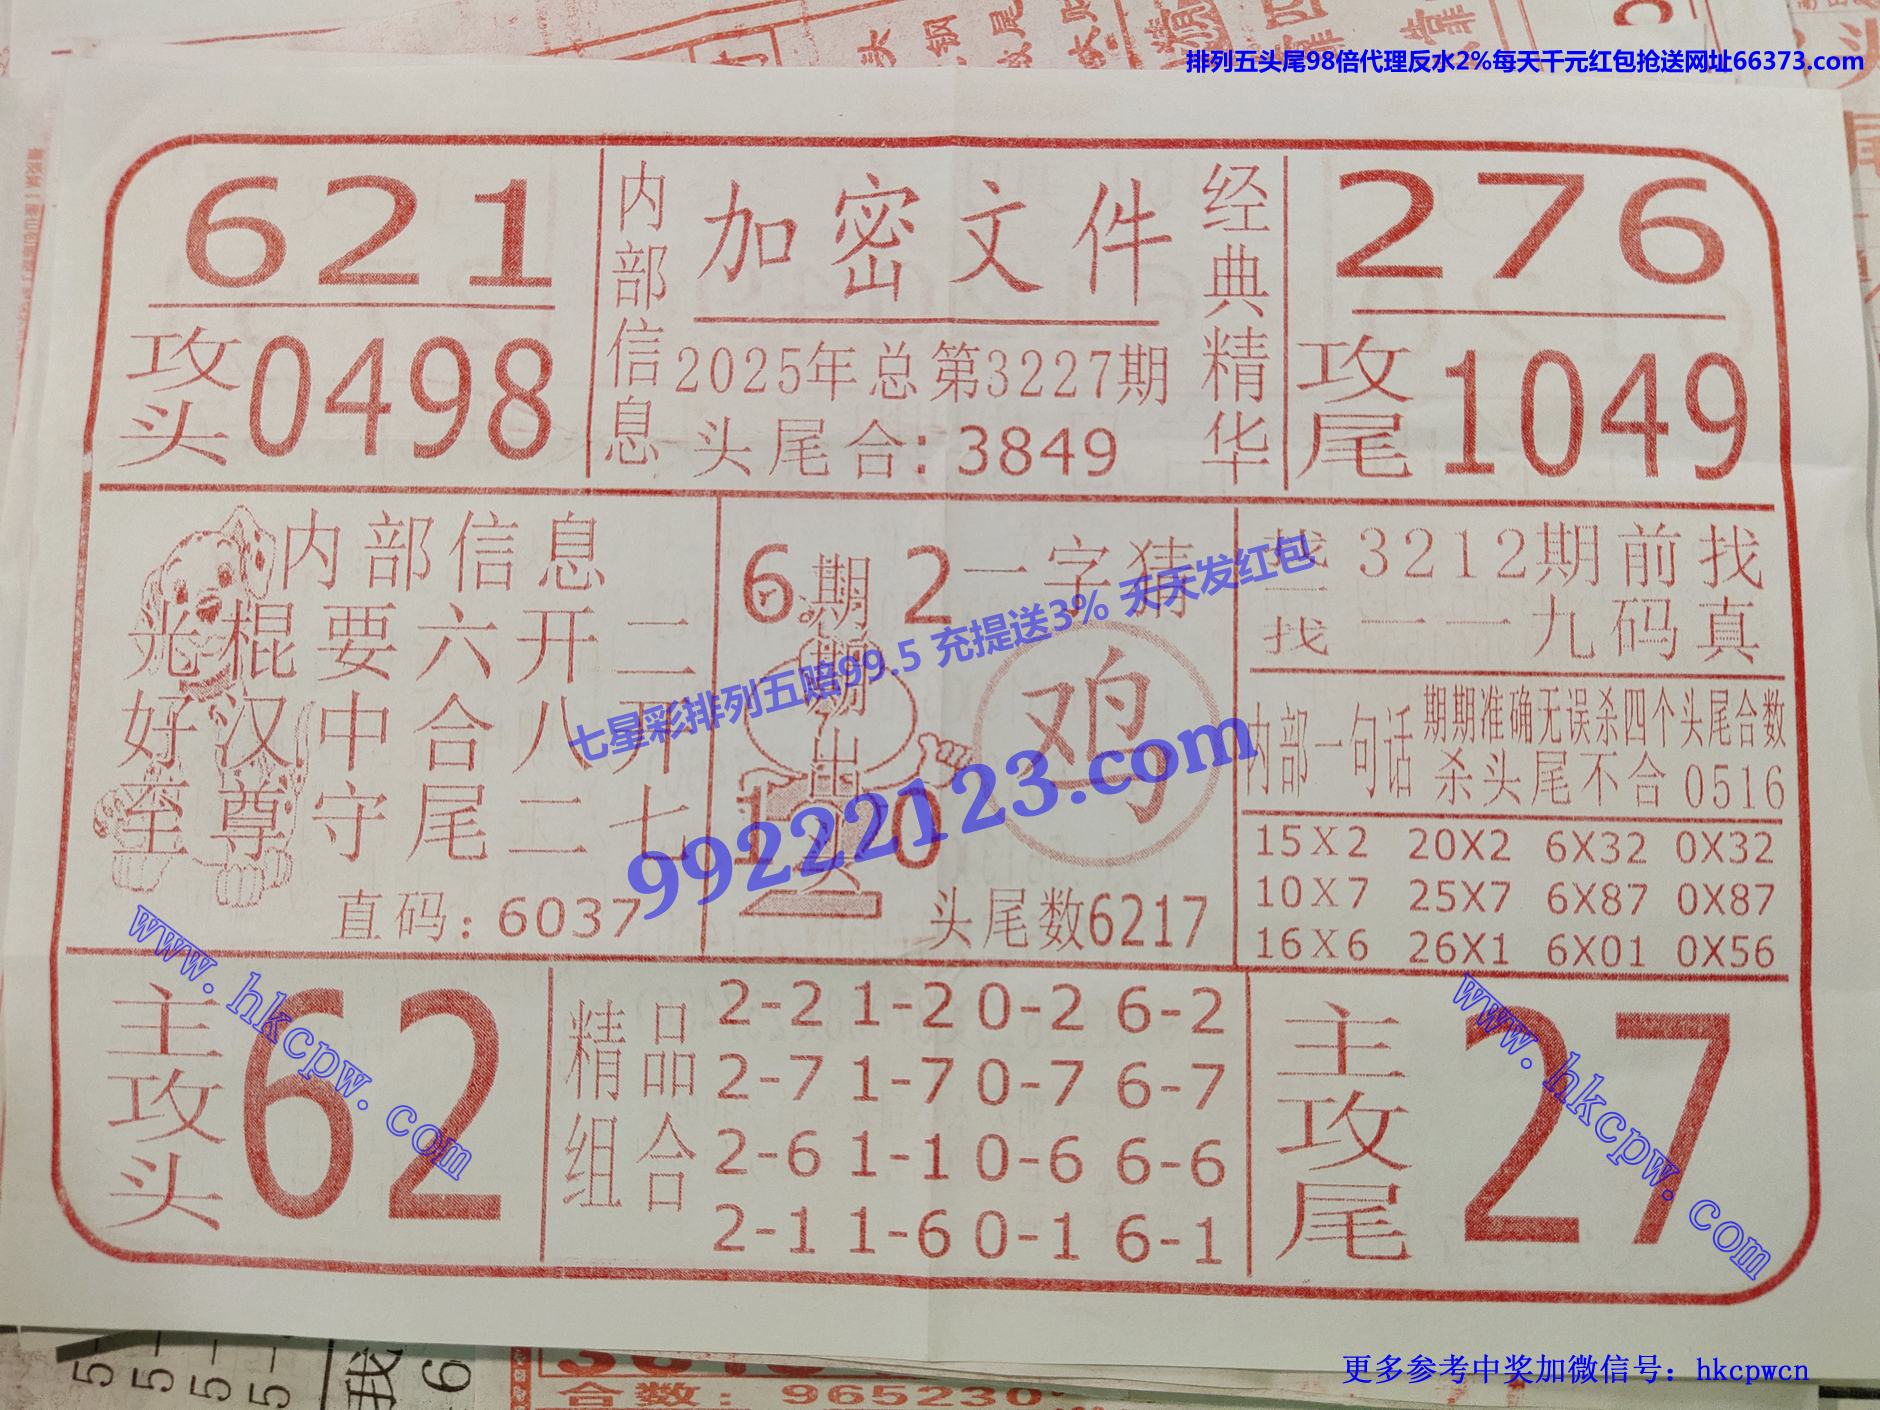 排列五头尾98倍代理反水2%每天千元红包抢送网址66373.com
621
攻头0498
内部信息
加密文件
2025年总第3227期
头尾合:3849
经典精华
276
攻尾1049
内部信息
光棍要六开二
好汉中合八开
至尊守尾二七
直码:6037
6 期 2
期
出
1 2 0
一字猜
鸡
头尾数6217
找一找
3212期前找
一一九码真
内部一句话
期期准确无误杀四个头尾合数
杀头尾不合0516
15X2 20X2 6X32 0X32
10X7 25X7 6X87 0X87
16X6 26X1 6X01 0X56
七星彩排列五赔99.5 充提送3% 天天发红包
99222123.com
www.hkcpw.com
www.hkcpw.com
主攻头
62
精品组合
2-2 1-2 0-2 6-2
2-7 1-7 0-7 6-7
2-6 1-1 0-6 6-6
2-1 1-6 0-1 6-1
主攻尾
27
合数:965230
更多参考中奖加微信号:hkcpwcn